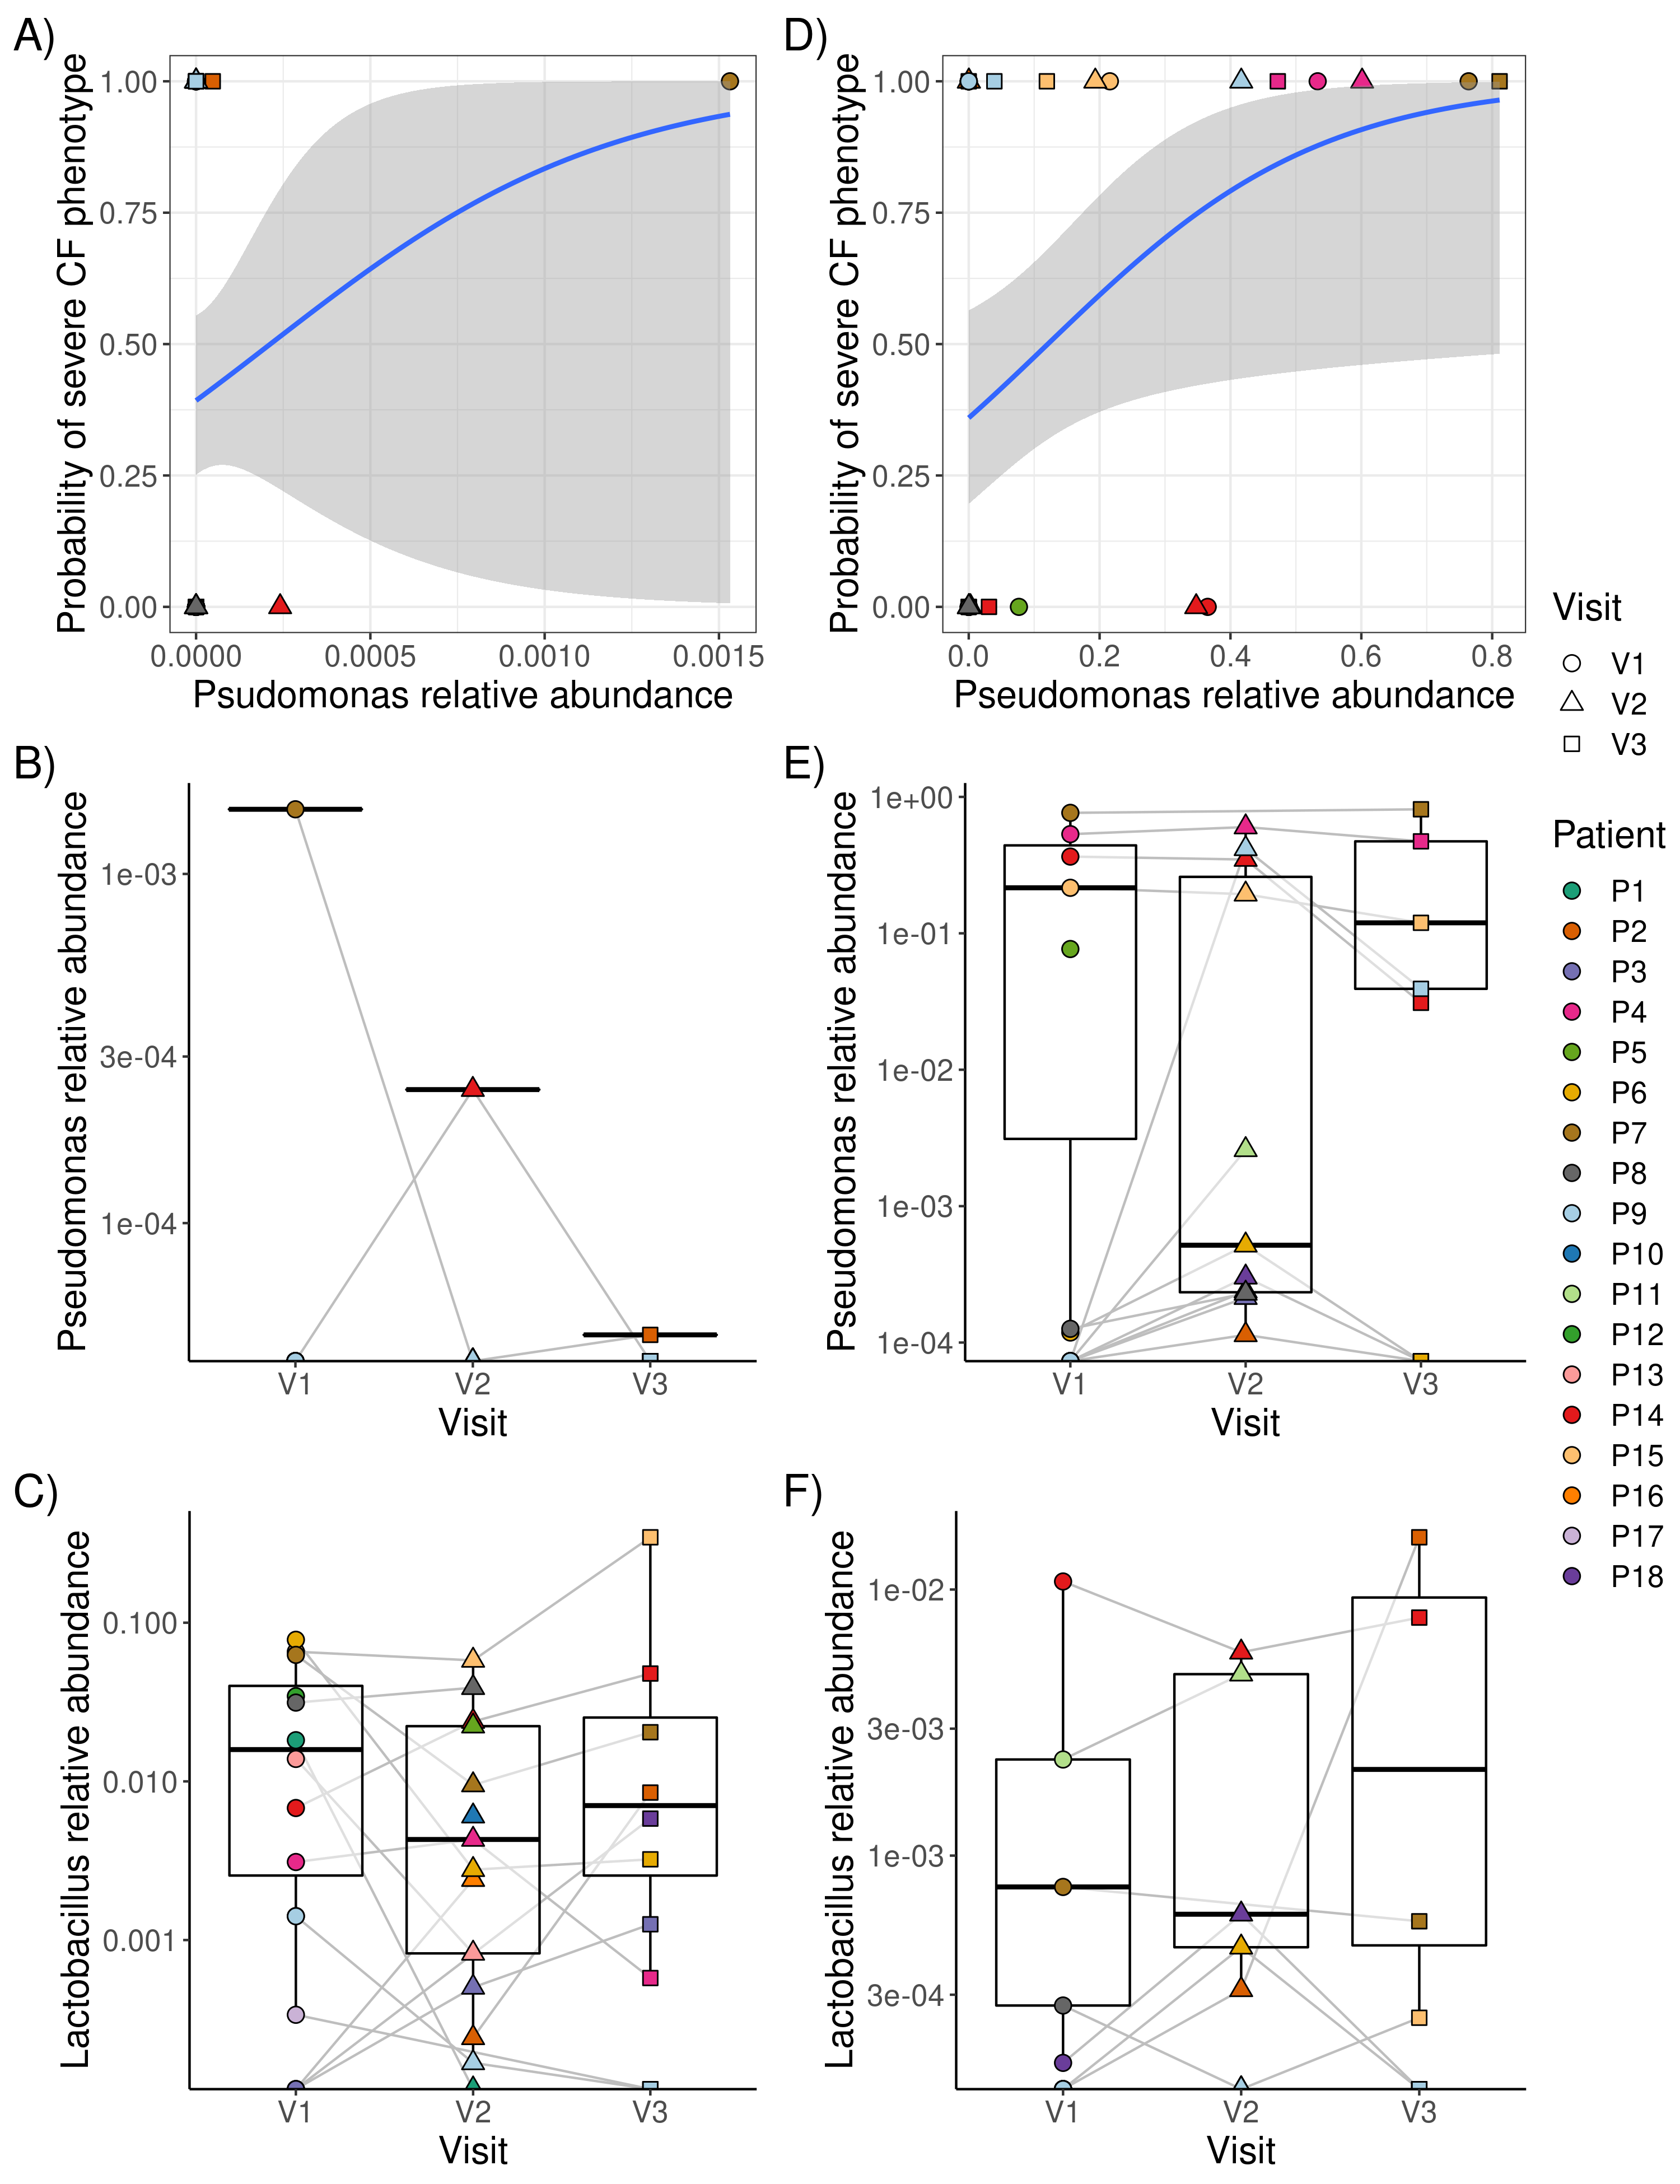 A)
Probability of severe CF phenotype
1.00
0.75
0.50
0.25
0.00
0.0000 0.0005 0.0010 0.0015
Psudomonas relative abundance
D)
Probability of severe CF phenotype
1.00
0.75
0.50
0.25
0.00
0.0 0.2 0.4 0.6 0.8
Pseudomonas relative abundance
B)
Pseudomonas relative abundance
1e-03
3e-04
1e-04
V1 V2 V3
Visit
E)
Pseudomonas relative abundance
1e+00
1e-01
1e-02
1e-03
1e-04
V1 V2 V3
Visit
C)
Lactobacillus relative abundance
0.100
0.010
0.001
V1 V2 V3
Visit
F)
Lactobacillus relative abundance
1e-02
3e-03
1e-03
3e-04
V1 V2 V3
Visit
Visit
V1
V2
V3
Patient
P1
P2
P3
P4
P5
P6
P7
P8
P9
P10
P11
P12
P13
P14
P15
P16
P17
P18